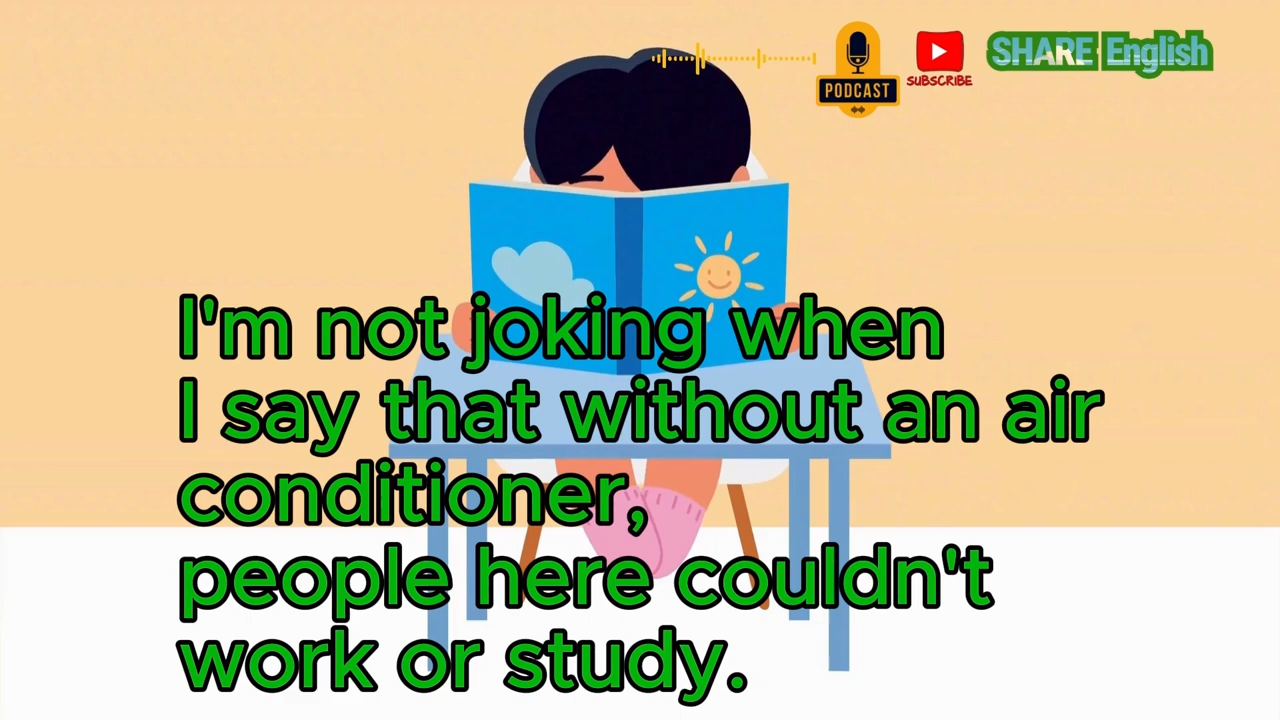 PODCAST
SUBSCRIBE
SHARE English
I'm not joking when
I say that without an air
conditioner,
people here couldn't
work or study.